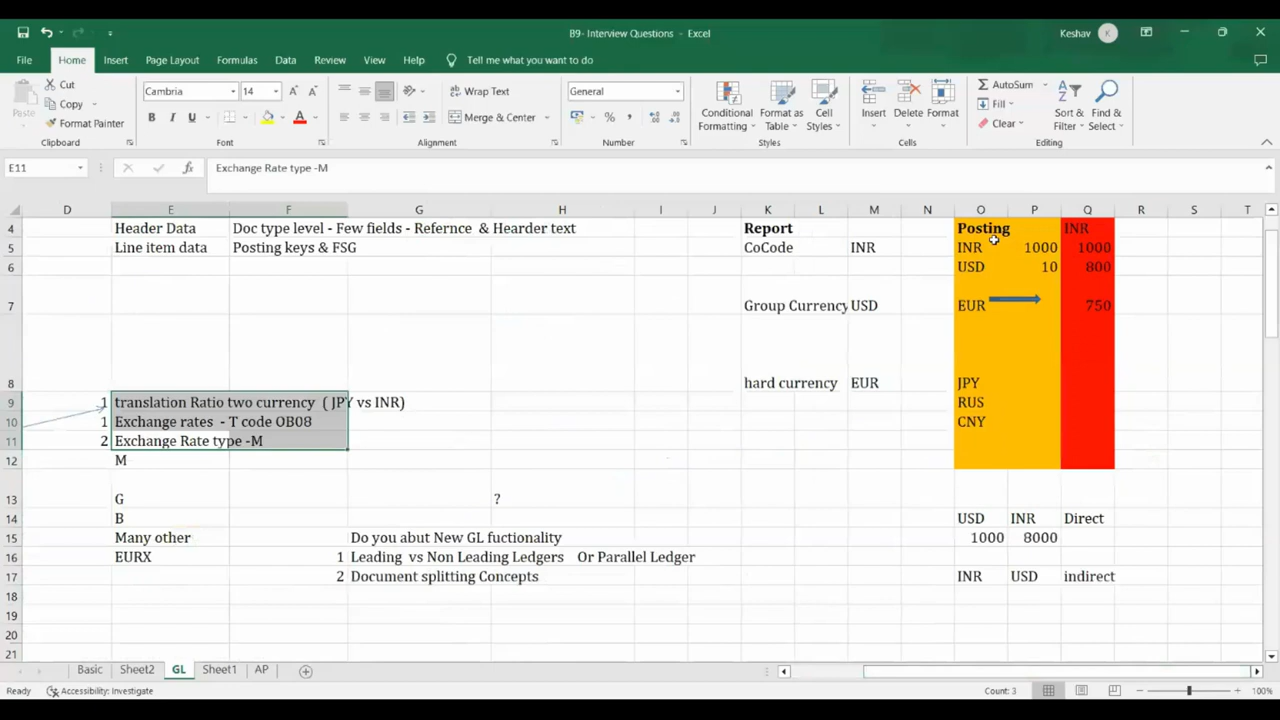 B9- Interview Questions - Excel
Keshav K
File Home Insert Page Layout Formulas Data Review View Help Tell me what you want to do
Cut
Copy
Format Painter
Paste
Clipboard
Cambria 14 A A
B I U A
Font
Wrap Text
Merge & Center
Alignment
General
%
Number
Conditional Formatting
Format as Table
Cell Styles
Styles
Insert
Delete
Format
Cells
AutoSum
Fill
Clear
Sort & Filter
Find & Select
Editing
E11 fx Exchange Rate type -M
D E F G H I J K L M N O P Q R S T
4 Header Data Doc type level - Few fields - Refernce & Hearder text Report Posting INR
5 Line item data Posting keys & FSG CoCode INR INR 1000 1000
6 USD 10 800
7 Group Currency USD EUR 750
8 hard currency EUR JPY
9 1 translation Ratio two currency ( JPY vs INR) RUS
10 1 Exchange rates - T code OB08 CNY
11 2 Exchange Rate type -M
12 M
13 G ?
14 B USD INR Direct
15 Many other Do you abut New GL fuctionality 1000 8000
16 EURX 1 Leading vs Non Leading Ledgers Or Parallel Ledger
17 2 Document splitting Concepts INR USD indirect
18
19
20
21
Basic Sheet2 GL Sheet1 AP
Ready Accessibility: Investigate Count: 3 100%